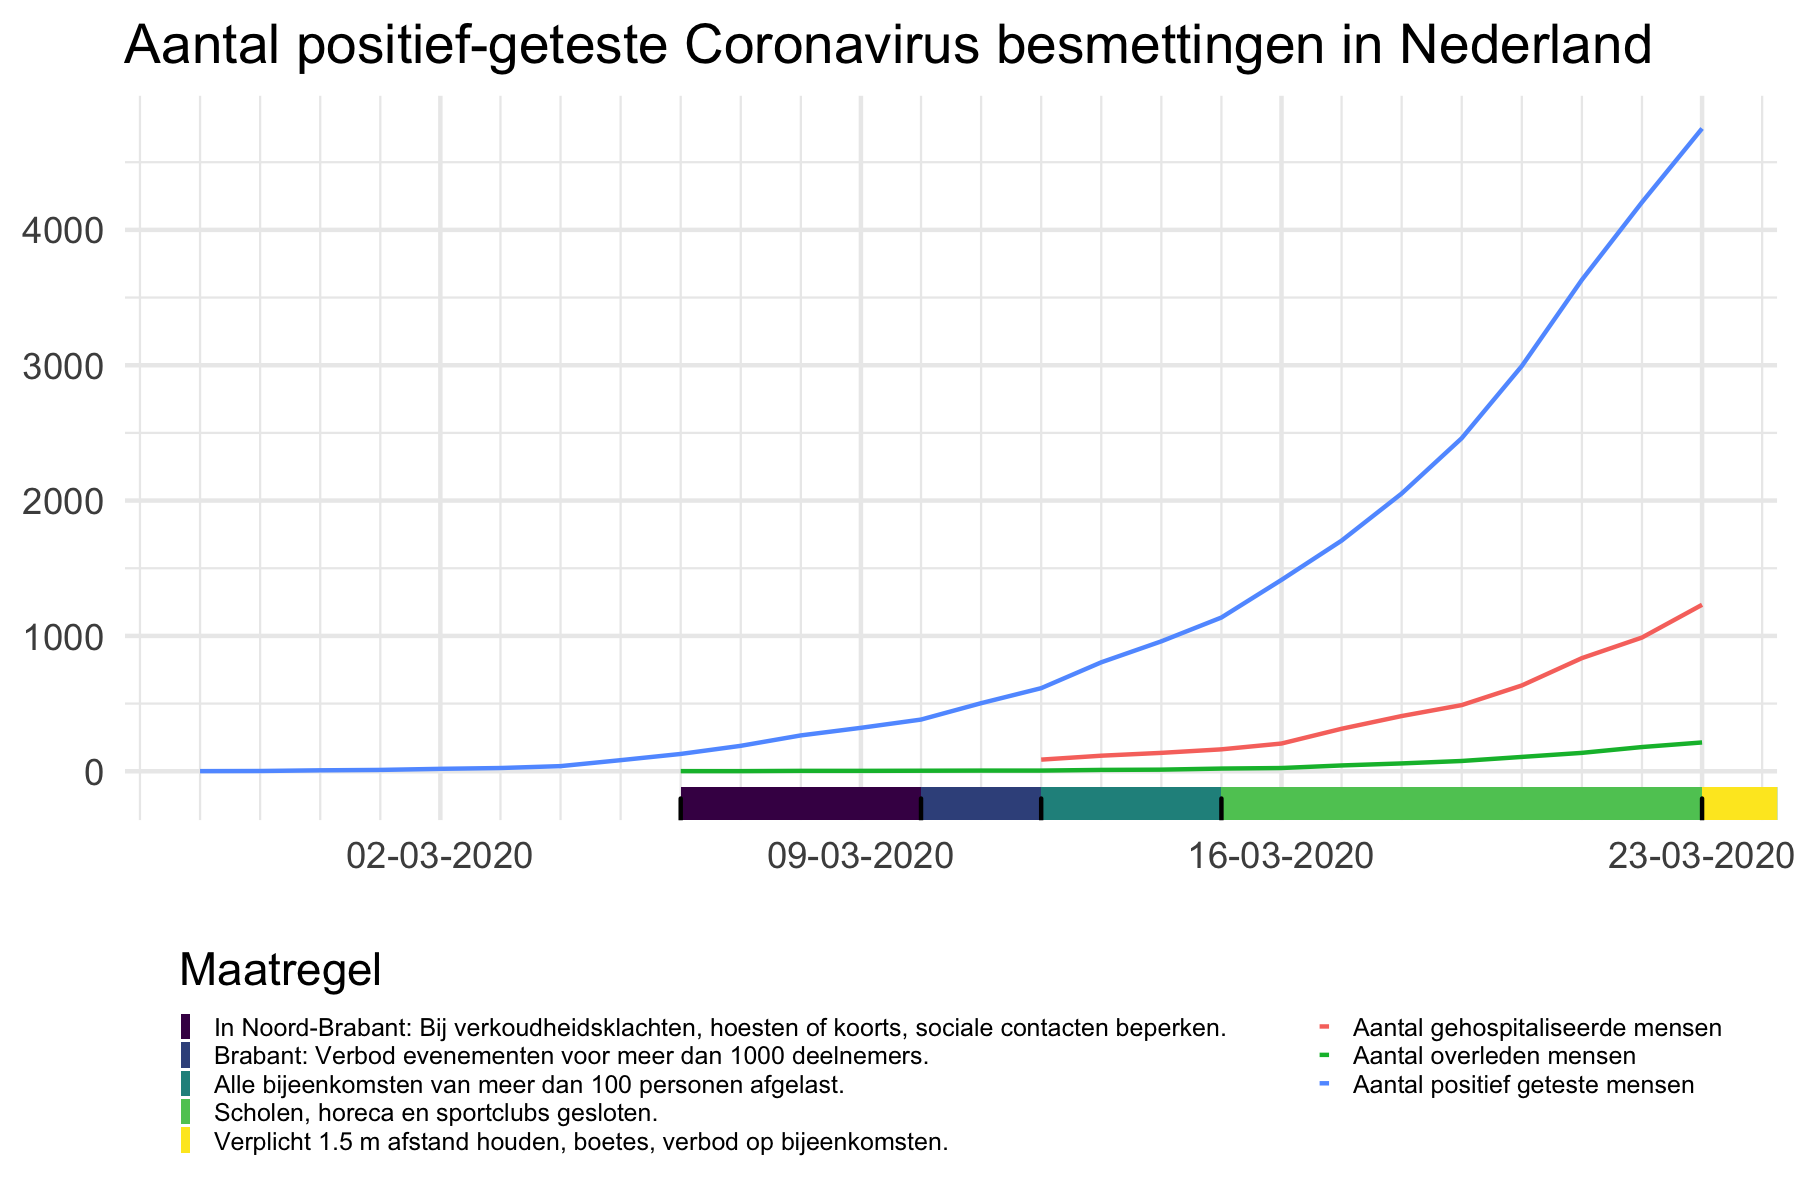 Aantal positief-geteste Coronavirus besmettingen in Nederland
4000
3000
2000
1000
0
02-03-2020
09-03-2020
16-03-2020
23-03-2020
Maatregel
In Noord-Brabant: Bij verkoudheidsklachten, hoesten of koorts, sociale contacten beperken.
Brabant: Verbod evenementen voor meer dan 1000 deelnemers.
Alle bijeenkomsten van meer dan 100 personen afgelast.
Scholen, horeca en sportclubs gesloten.
Verplicht 1.5 m afstand houden, boetes, verbod op bijeenkomsten.
Aantal gehospitaliseerde mensen
Aantal overleden mensen
Aantal positief geteste mensen